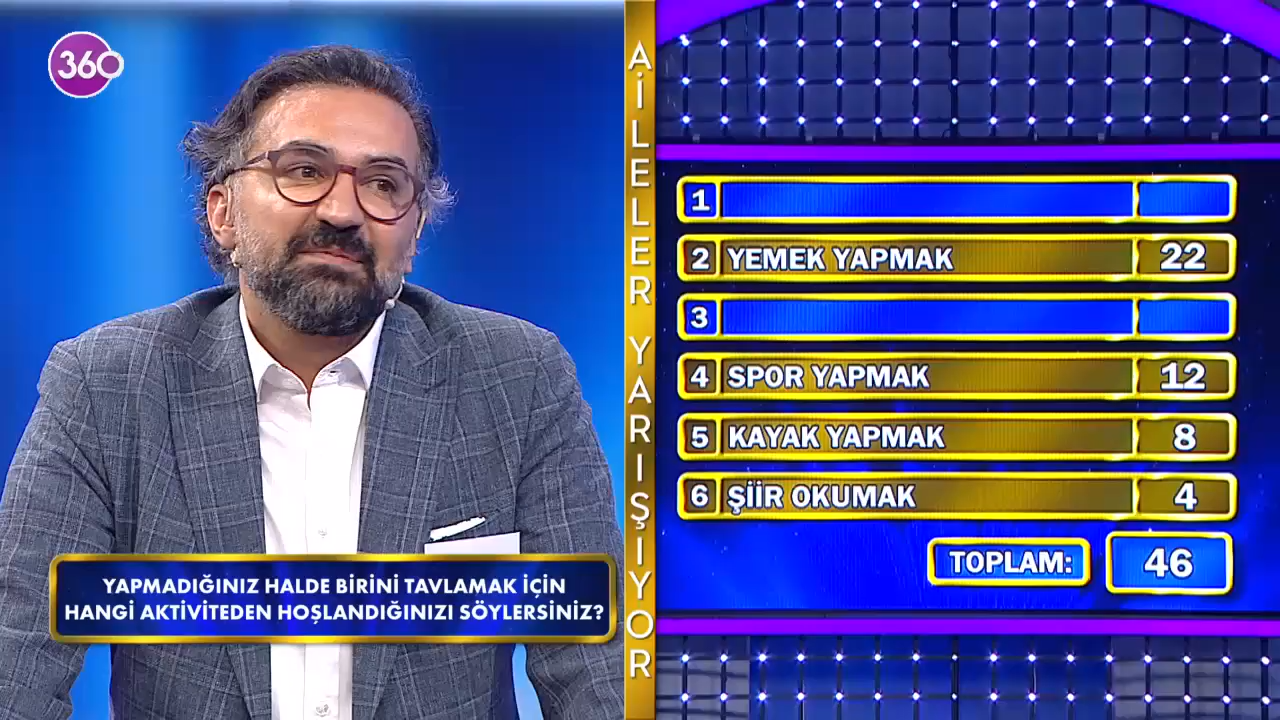 360
AİLELER YARIŞIYOR
1
2 YEMEK YAPMAK 22
3
4 SPOR YAPMAK 12
5 KAYAK YAPMAK 8
6 ŞİİR OKUMAK 4
TOPLAM: 46
YAPMADIĞINIZ HALDE BİRİNİ TAVLAMAK İÇİN
HANGİ AKTİVİTEDEN HOŞLANDIĞINIZI SÖYLERSİNİZ?